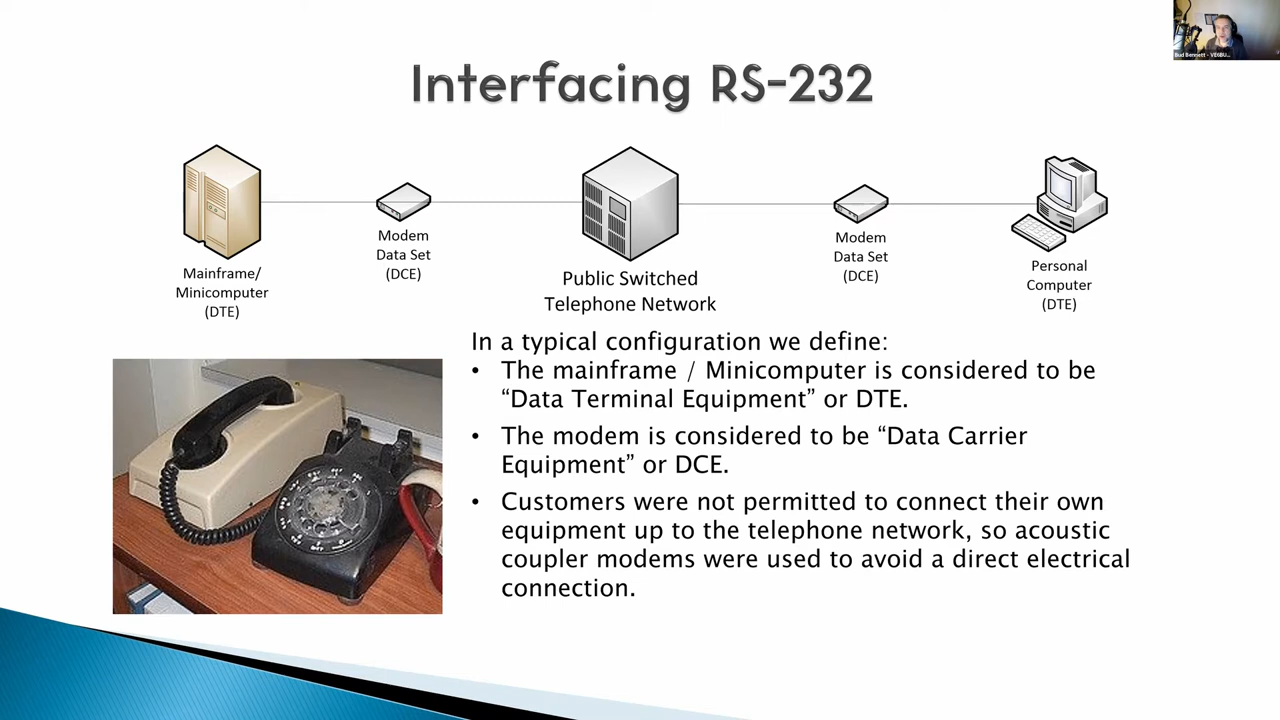 Bud Bennett - VE6BU...
Interfacing RS-232
Mainframe/
Minicomputer
(DTE)
Modem
Data Set
(DCE)
Public Switched
Telephone Network
Modem
Data Set
(DCE)
Personal
Computer
(DTE)
In a typical configuration we define:
• The mainframe / Minicomputer is considered to be
“Data Terminal Equipment” or DTE.
• The modem is considered to be “Data Carrier
Equipment” or DCE.
• Customers were not permitted to connect their own
equipment up to the telephone network, so acoustic
coupler modems were used to avoid a direct electrical
connection.